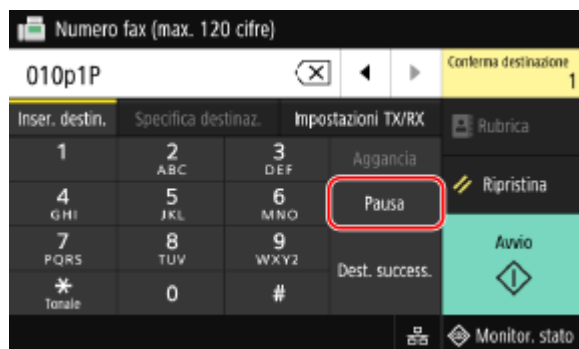 Numero fax (max. 120 cifre)
010p1P
Conferma destinazione
1
Inser. destin. Specifica destinaz. Impostazioni TX/RX
Rubrica
1 2 3 Aggancia
ABC DEF
Ripristina
4 5 6 Pausa
GHI JKL MNO
7 8 9
PQRS TUV WXYZ
Avvio
Dest. success.
* 0 #
Tonale
Monitor. stato